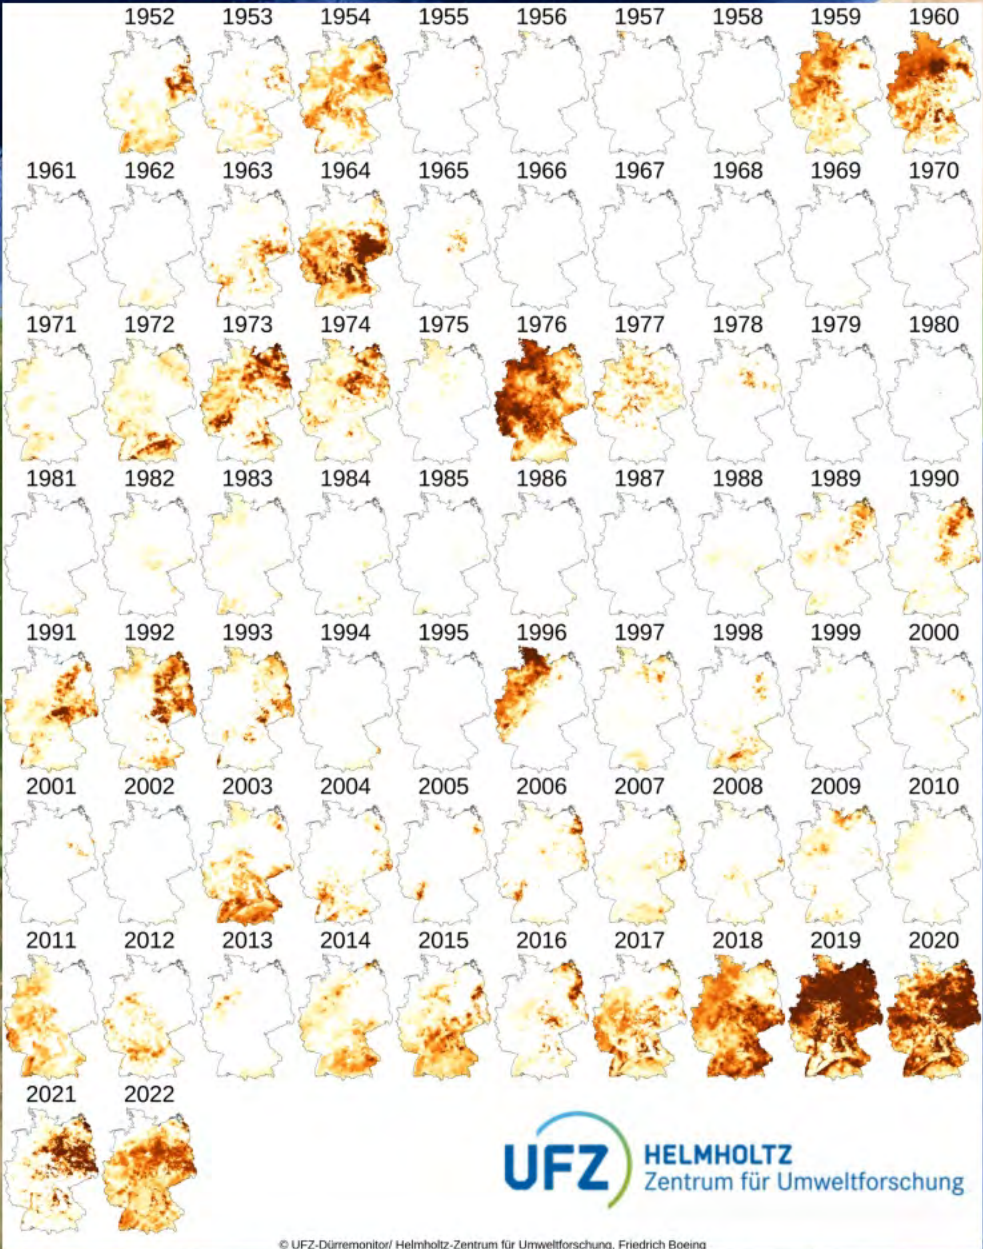 1952 1953 1954 1955 1956 1957 1958 1959 1960
1961 1962 1963 1964 1965 1966 1967 1968 1969 1970
1971 1972 1973 1974 1975 1976 1977 1978 1979 1980
1981 1982 1983 1984 1985 1986 1987 1988 1989 1990
1991 1992 1993 1994 1995 1996 1997 1998 1999 2000
2001 2002 2003 2004 2005 2006 2007 2008 2009 2010
2011 2012 2013 2014 2015 2016 2017 2018 2019 2020
2021 2022
UFZ HELMHOLTZ
Zentrum für Umweltforschung
© UFZ-Dürremonitor/ Helmholtz-Zentrum für Umweltforschung, Friedrich Boeing